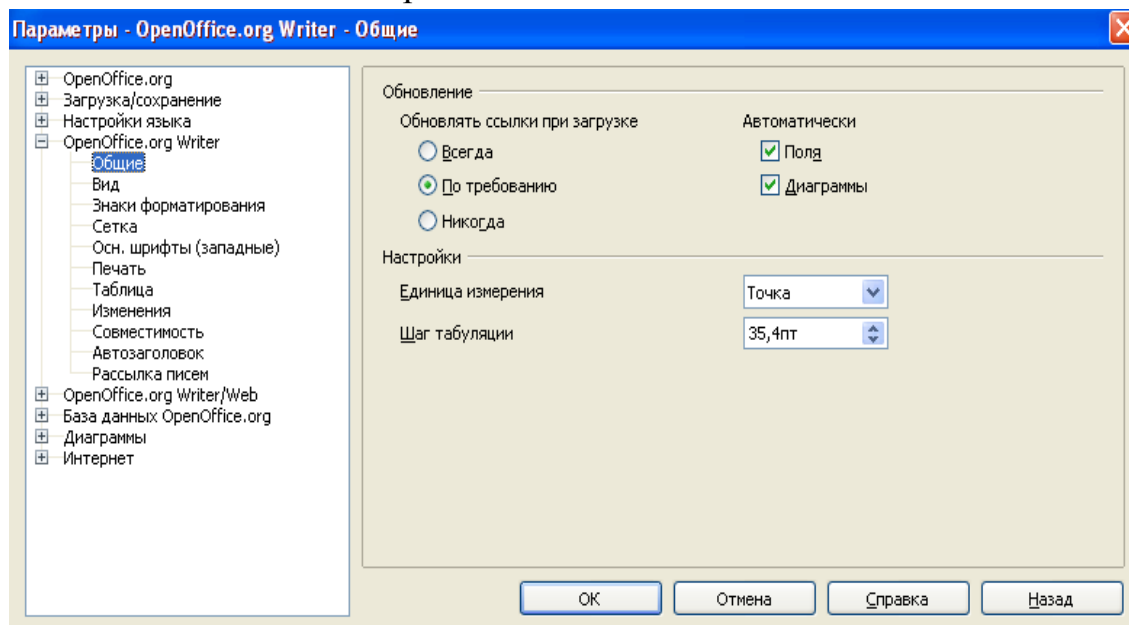 Параметры - OpenOffice.org Writer - Общие
OpenOffice.org
Загрузка/сохранение
Настройки языка
OpenOffice.org Writer
Общие
Вид
Знаки форматирования
Сетка
Осн. шрифты (западные)
Печать
Таблица
Изменения
Совместимость
Автозаголовок
Рассылка писем
OpenOffice.org Writer/Web
База данных OpenOffice.org
Диаграммы
Интернет
Обновление
Обновлять ссылки при загрузке
Всегда
По требованию
Никогда
Автоматически
Поля
Диаграммы
Настройки
Единица измерения Точка
Шаг табуляции 35,4пт
ОК Отмена Справка Назад